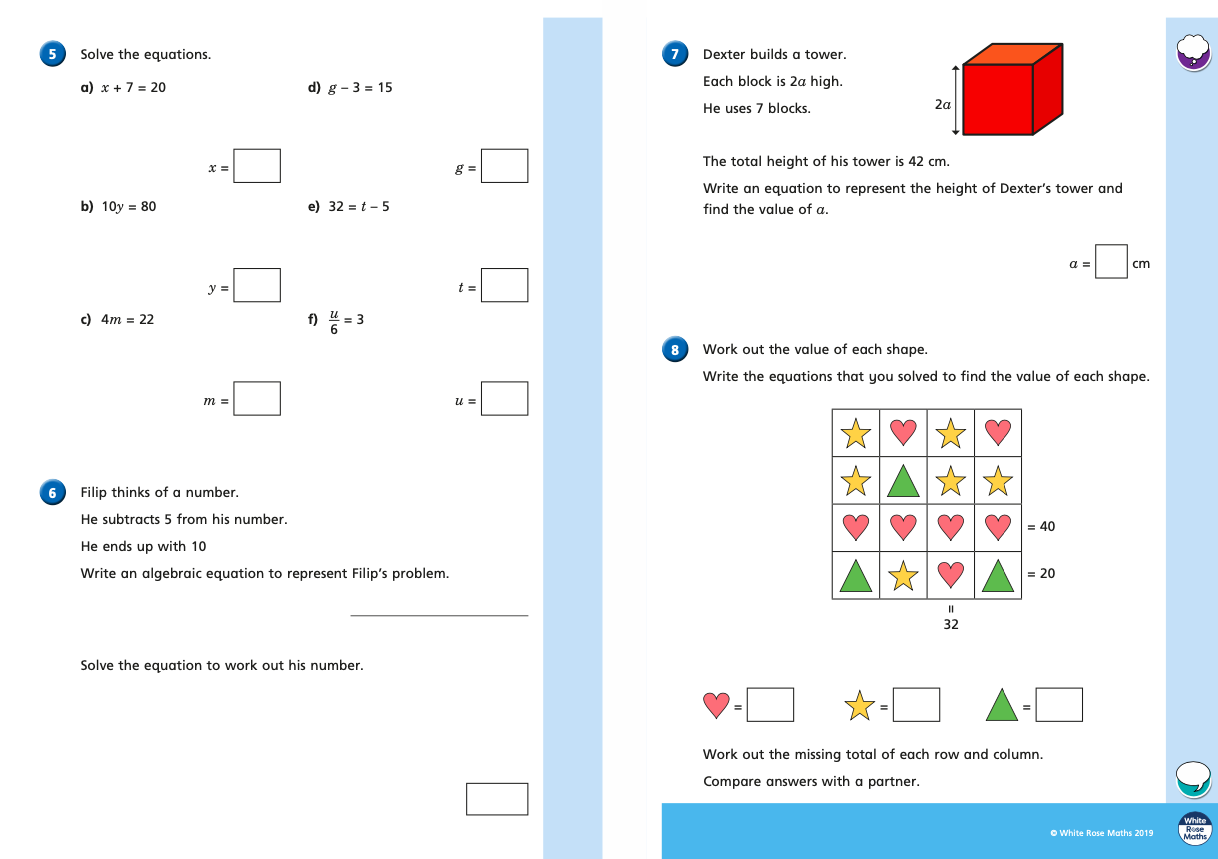 5 Solve the equations.
a) x + 7 = 20
d) g – 3 = 15
x =
g =
b) 10y = 80
e) 32 = t – 5
y =
t =
c) 4m = 22
f) u/6 = 3
m =
u =
6 Filip thinks of a number.
He subtracts 5 from his number.
He ends up with 10
Write an algebraic equation to represent Filip’s problem.
Solve the equation to work out his number.
7 Dexter builds a tower.
Each block is 2a high.
He uses 7 blocks.
2a
The total height of his tower is 42 cm.
Write an equation to represent the height of Dexter’s tower and
find the value of a.
a = cm
8 Work out the value of each shape.
Write the equations that you solved to find the value of each shape.
= 40
= 20
=
32
= = =
Work out the missing total of each row and column.
Compare answers with a partner.
© White Rose Maths 2019
White
Rose
Maths